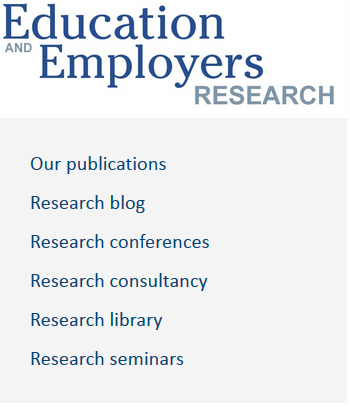 Education
AND Employers
RESEARCH
Our publications
Research blog
Research conferences
Research consultancy
Research library
Research seminars